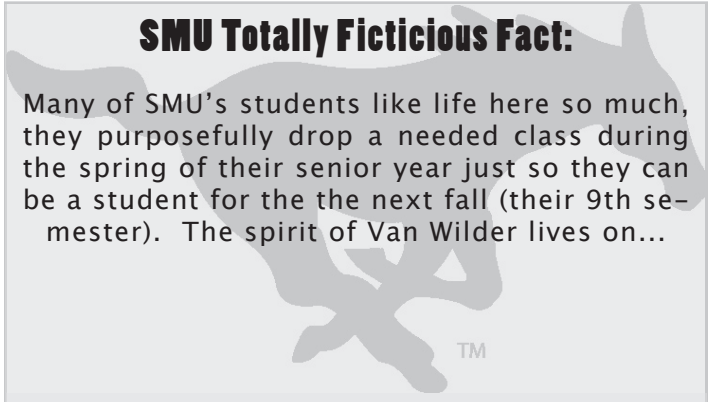 SMU Totally Ficticious Fact:
Many of SMU's students like life here so much,
they purposefully drop a needed class during
the spring of their senior year just so they can
be a student for the the next fall (their 9th se-
mester).  The spirit of Van Wilder lives on...
TM